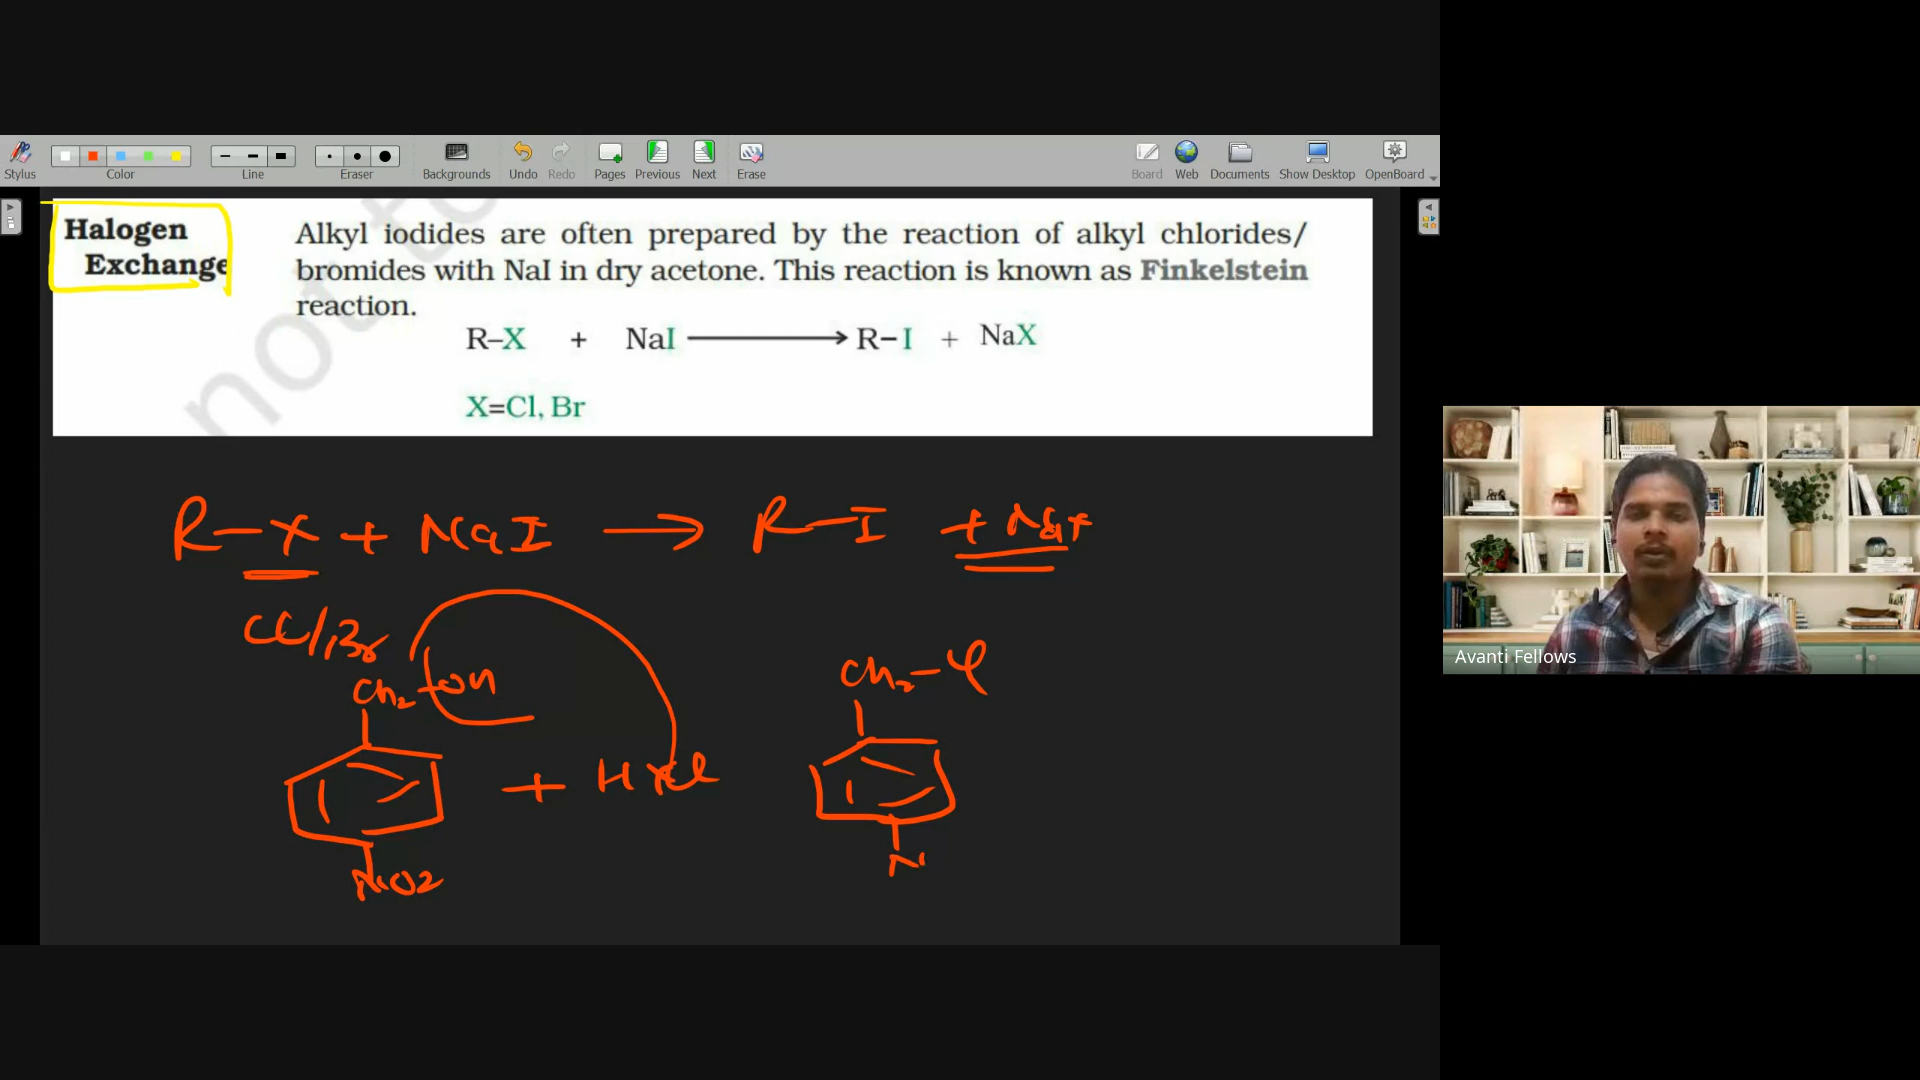 Stylus Color Line Eraser Backgrounds Undo Redo Pages Previous Next Erase Board Web Documents Show Desktop OpenBoard
Halogen
Exchange
Alkyl iodides are often prepared by the reaction of alkyl chlorides/
bromides with NaI in dry acetone. This reaction is known as Finkelstein
reaction.
R–X + NaI ⟶ R–I + NaX
X=Cl, Br
not to
R–X + NaI → R–I + NaX
Cl/Br
CH2–OH
+ HCl
NO2
CH2–Cl
N
Avanti Fellows